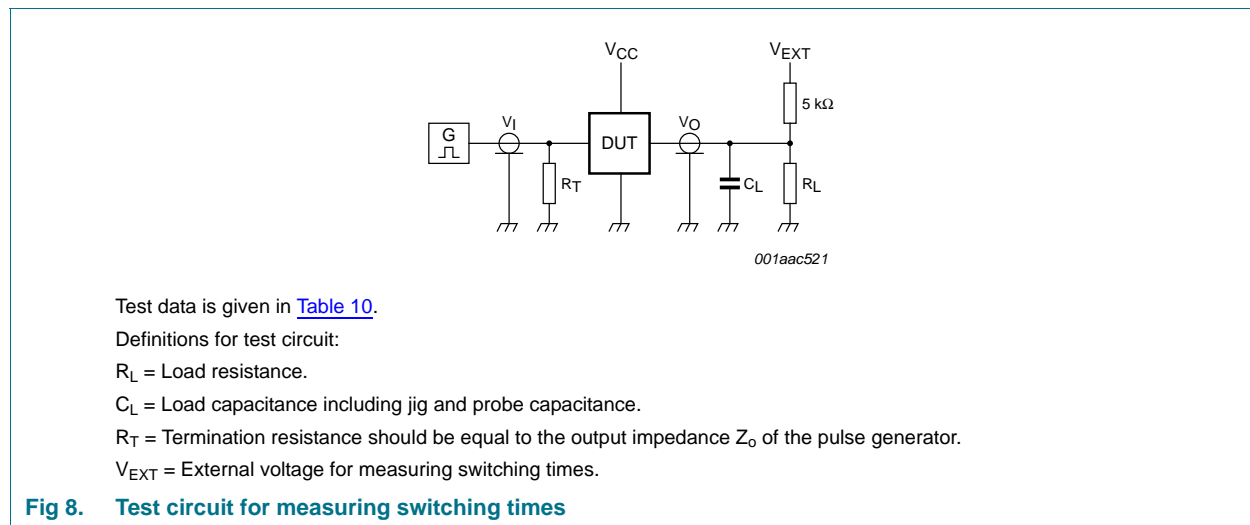 VCC
VEXT
5 kΩ
G
VI
DUT
VO
RT
CL
RL
001aac521
Test data is given in Table 10.
Definitions for test circuit:
RL = Load resistance.
CL = Load capacitance including jig and probe capacitance.
RT = Termination resistance should be equal to the output impedance Zo of the pulse generator.
VEXT = External voltage for measuring switching times.
Fig 8. Test circuit for measuring switching times